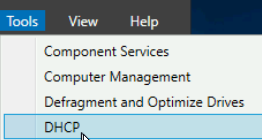 Tools View Help
Component Services
Computer Management
Defragment and Optimize Drives
DHCP